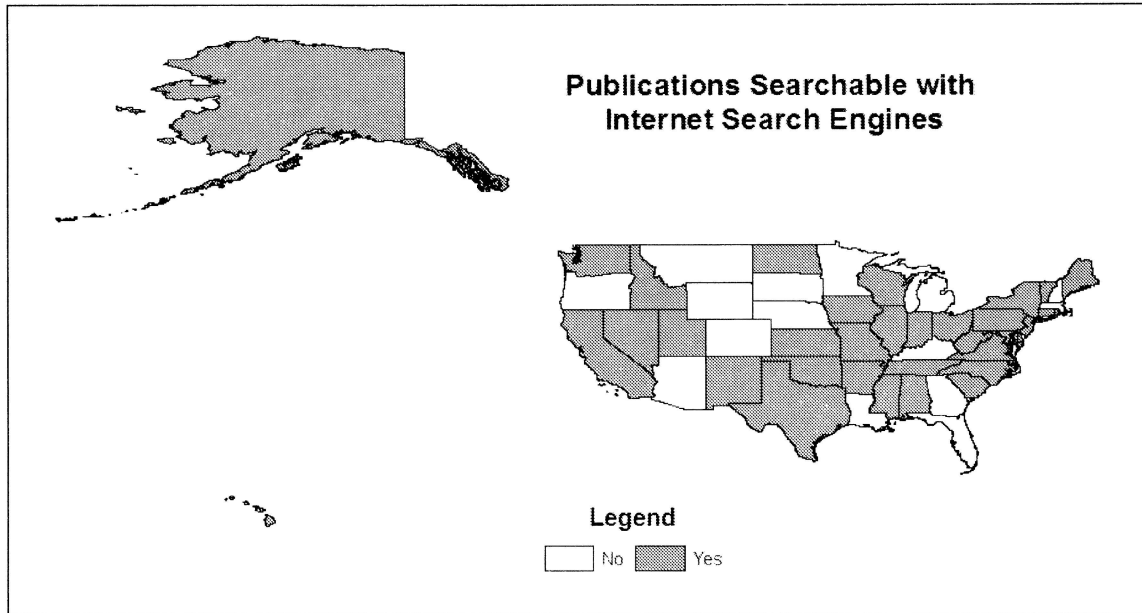 Publications Searchable with
Internet Search Engines
Legend
No
Yes